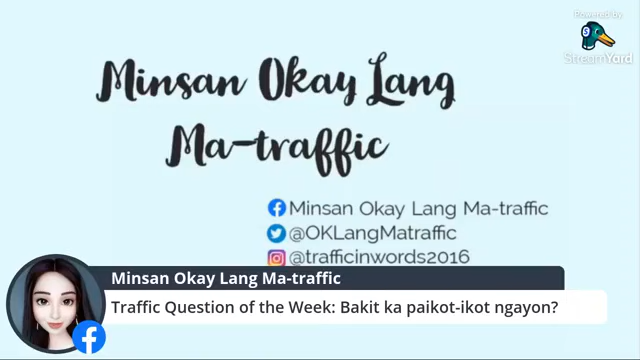 Powered by
StreamYard
Minsan Okay Lang
Ma-traffic
Minsan Okay Lang Ma-traffic
@OKLangMatraffic
@trafficinwords2016
Minsan Okay Lang Ma-traffic
Traffic Question of the Week: Bakit ka paikot-ikot ngayon?